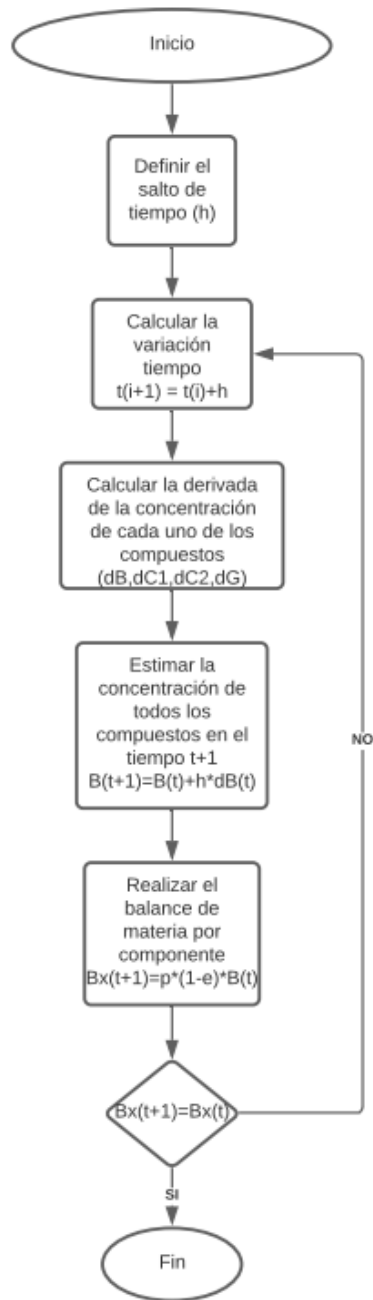 Inicio
Definir el
salto de
tiempo (h)
Calcular la
variación
tiempo
t(i+1) = t(i)+h
Calcular la derivada
de la concentración
de cada uno de los
compuestos
(dB,dC1,dC2,dG)
Estimar la
concentración de
todos los
compuestos en el
tiempo t+1
B(t+1)=B(t)+h*dB(t)
NO
Realizar el
balance de
materia por
componente
Bx(t+1)=p*(1-e)*B(t)
Bx(t+1)=Bx(t)
SI
Fin